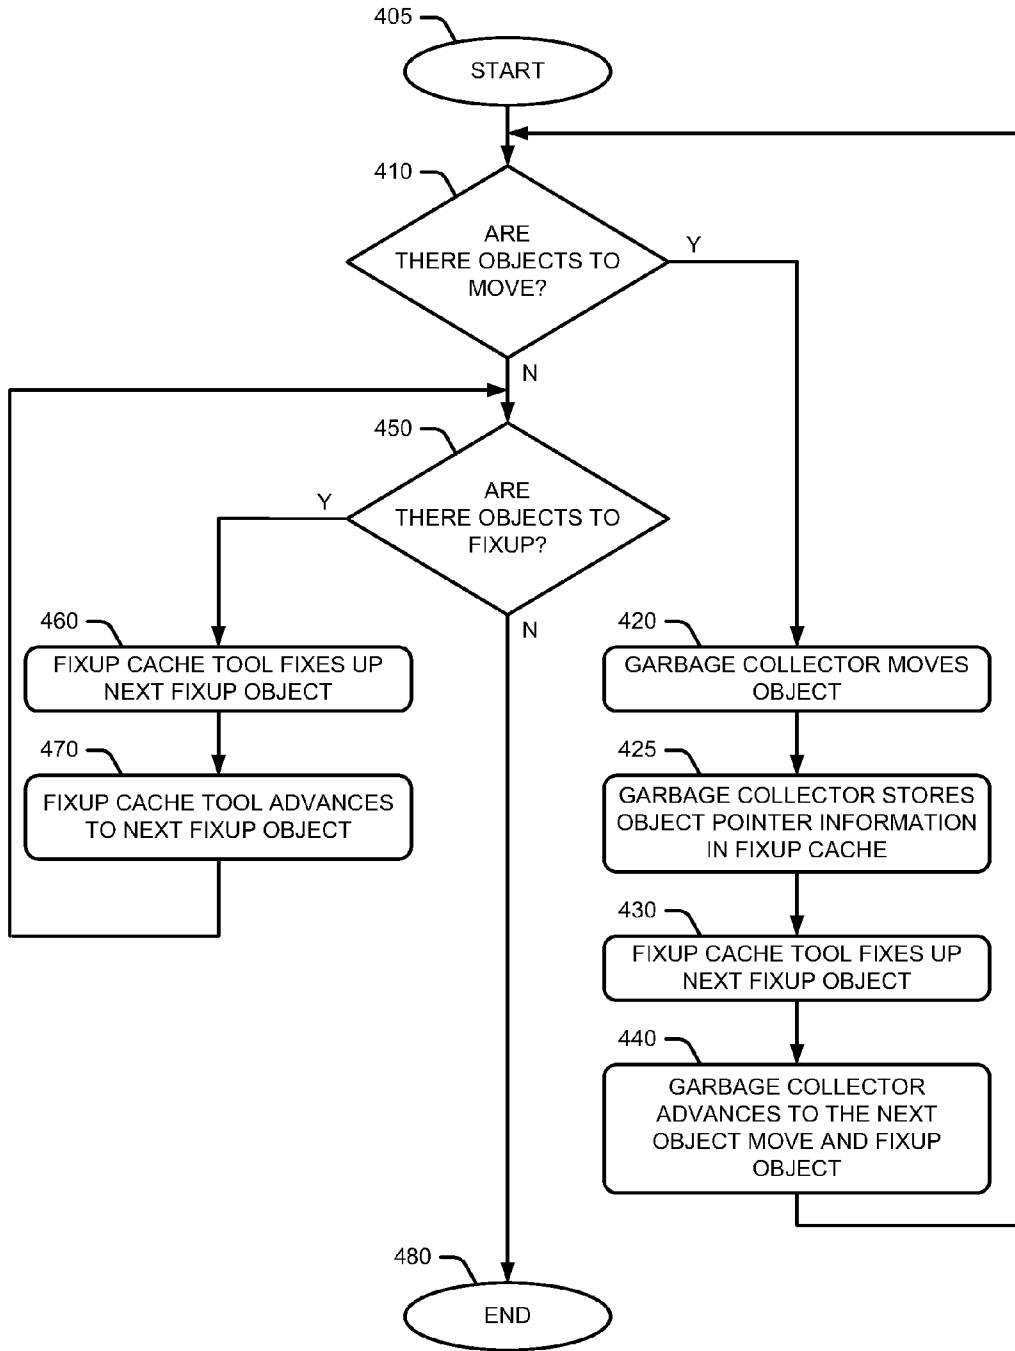 405
START
410
ARE
THERE OBJECTS TO
MOVE?
Y
N
450
ARE
THERE OBJECTS TO
FIXUP?
Y
N
460
FIXUP CACHE TOOL FIXES UP
NEXT FIXUP OBJECT
470
FIXUP CACHE TOOL ADVANCES
TO NEXT FIXUP OBJECT
420
GARBAGE COLLECTOR MOVES
OBJECT
425
GARBAGE COLLECTOR STORES
OBJECT POINTER INFORMATION
IN FIXUP CACHE
430
FIXUP CACHE TOOL FIXES UP
NEXT FIXUP OBJECT
440
GARBAGE COLLECTOR
ADVANCES TO THE NEXT
OBJECT MOVE AND FIXUP
OBJECT
480
END